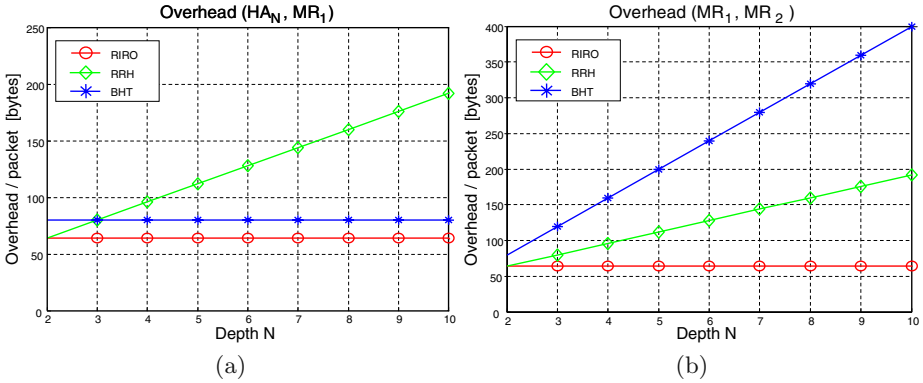 Overhead (HA_N, MR_1)
250
200
150
100
50
0
Overhead / packet [bytes]
RIRO
RRH
BHT
2 3 4 5 6 7 8 9 10
Depth N
(a)
Overhead (MR_1, MR_2 )
400
350
400
350
200
150
100
50
0
Overhead / packet [bytes]
RIRO
RRH
BHT
2 3 4 5 6 7 8 9 10
Depth N
(b)